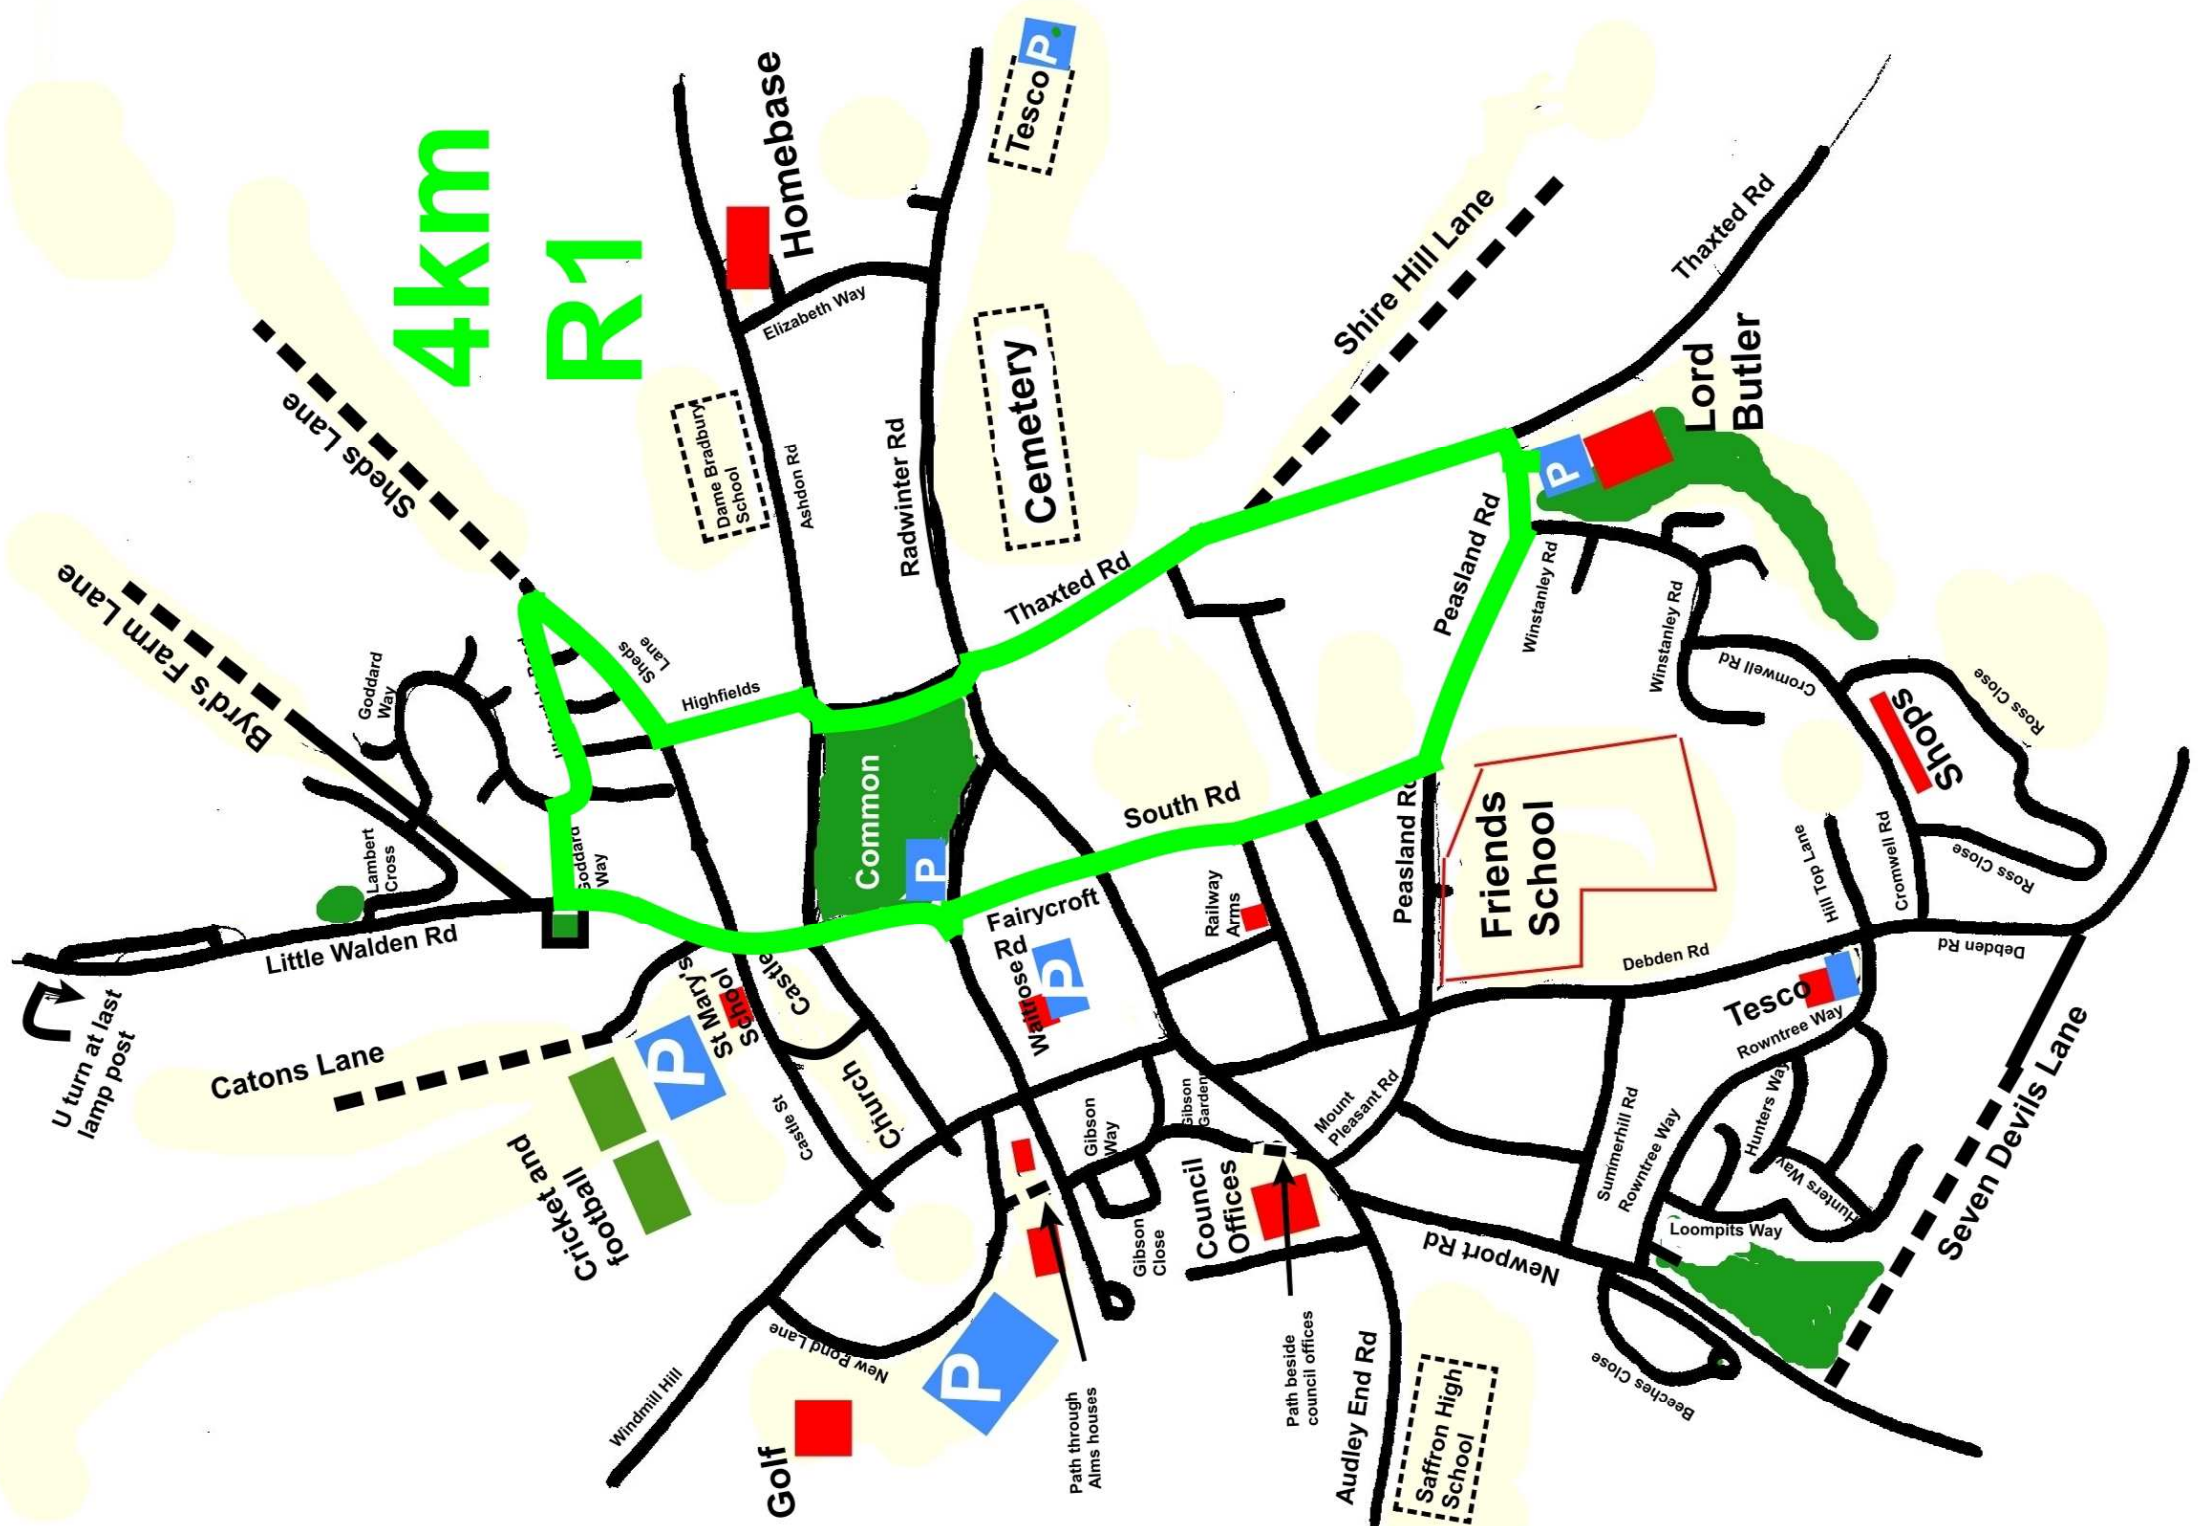 4km
R1
Homebase
Tesco
P
Sheds Lane
Byrd's Farm Lane
Goddard
Way
Dame Bradbury
School
Ashdon Rd
Elizabeth Way
Radwinter Rd
Cemetery
Shire Hill Lane
Thaxted Rd
Lord
Butler
P
Thaxted Rd
Sheds
Lane
Highfields
Peasland Rd
Winstanley Rd
Winstanley Rd
Cromwell Rd
Ross Close
Shops
Ross Close
Lambert
Cross
Goddard
Way
Common
P
South Rd
Fairycroft
Rd
Railway
Arms
Peasland Rd
Friends
School
Hill Top Lane
Cromwell Rd
Debden Rd
Debden Rd
Little Walden Rd
U turn at last
lamp post
Catons Lane
St Mary's
School
P
Castle
Waitrose
P
Tesco
Rowntree Way
Cricket and
football
Castle St
Church
Gibson
Way
Gibson
Gardens
Mount
Pleasant Rd
Summerhill Rd
Rowntree Way
Hunters Way
Hunters Way
Loompits Way
Seven Devils Lane
Gibson
Close
Council
Offices
Newport Rd
New Pond Lane
Windmill Hill
P
Golf
Path through
Alms houses
Path beside
council offices
Audley End Rd
Saffron High
School
Beeches Close